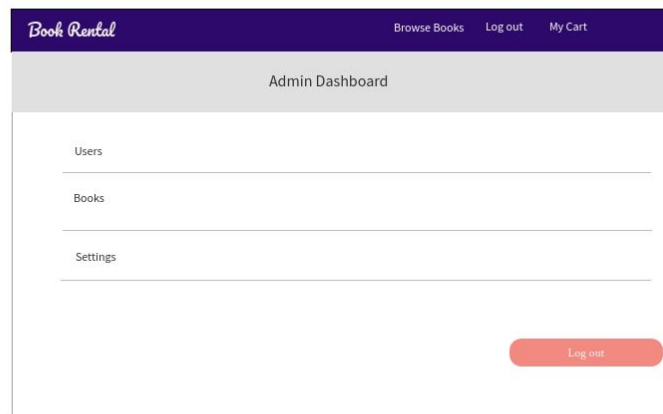 Book Rental Browse Books Log out My Cart
Admin Dashboard
Users
Books
Settings
Log out